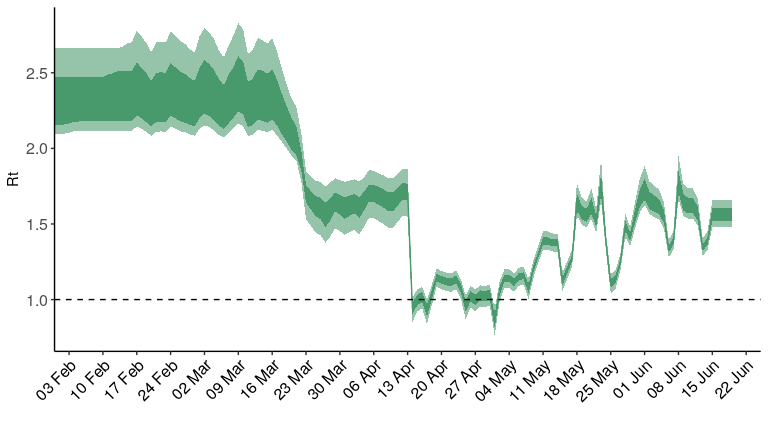 Rt
2.5
2.0
1.5
1.0
03 Feb
10 Feb
17 Feb
24 Feb
02 Mar
09 Mar
16 Mar
23 Mar
30 Mar
06 Apr
13 Apr
20 Apr
27 Apr
04 May
11 May
18 May
25 May
01 Jun
08 Jun
15 Jun
22 Jun